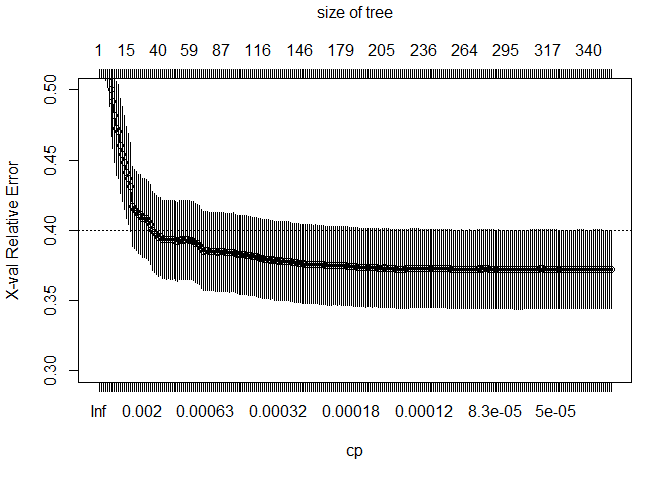 size of tree
1 15 40 59 87 116 146 179 205 236 264 295 317 340
X-val Relative Error
0.50
0.45
0.40
0.35
0.30
Inf 0.002 0.00063 0.00032 0.00018 0.00012 8.3e-05 5e-05
cp